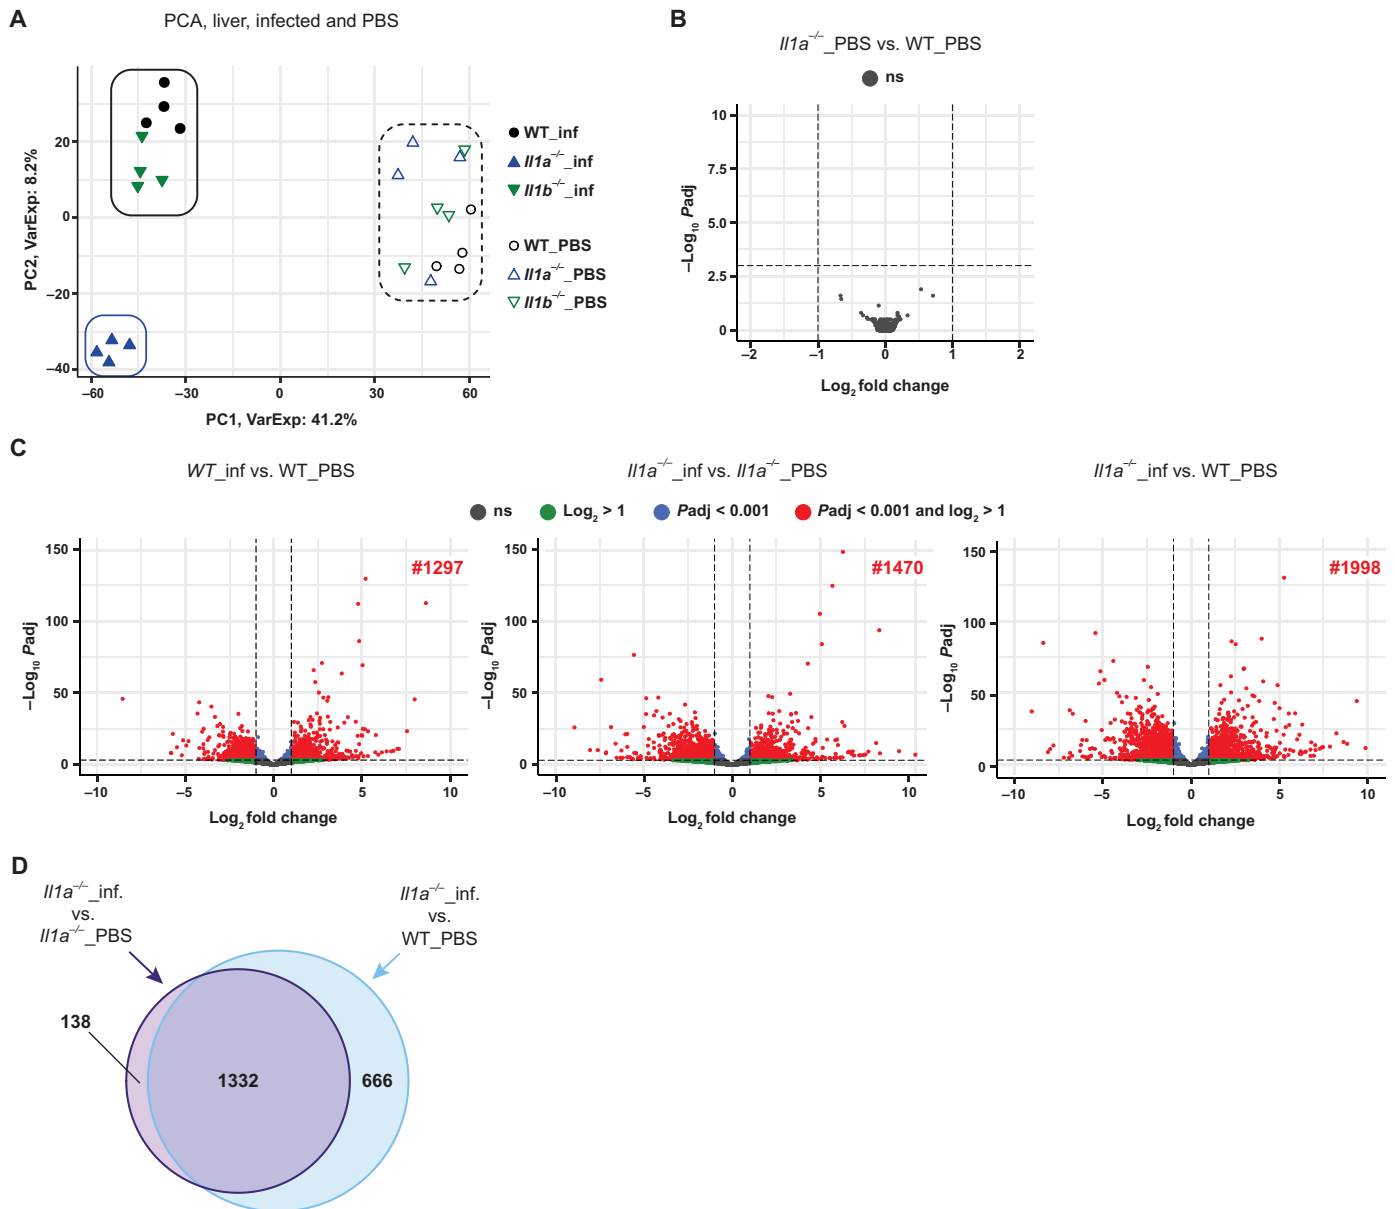 A
PCA, liver, infected and PBS
PC2, VarExp: 8.2%
20
0
−20
−40
−60
−30
0
30
60
PC1, VarExp: 41.2%
WT_inf
Il1a−/−_inf
Il1b−/−_inf
WT_PBS
Il1a−/−_PBS
Il1b−/−_PBS
B
Il1a−/−_PBS vs. WT_PBS
ns
−Log10 Padj
10
7.5
5.0
2.5
0
−2
−1
0
1
2
Log2 fold change
C
WT_inf vs. WT_PBS
Il1a−/−_inf vs. Il1a−/−_PBS
Il1a−/−_inf vs. WT_PBS
ns
Log2 > 1
Padj < 0.001
Padj < 0.001 and log2 > 1
−Log10 Padj
150
100
50
0
#1297
−10
−5
0
5
10
Log2 fold change
−Log10 Padj
150
100
50
0
#1470
−10
−5
0
5
10
Log2 fold change
−Log10 Padj
150
100
50
0
#1998
−10
−5
0
5
10
Log2 fold change
D
Il1a−/−_inf.
vs.
Il1a−/−_PBS
Il1a−/−_inf.
vs.
WT_PBS
138
1332
666